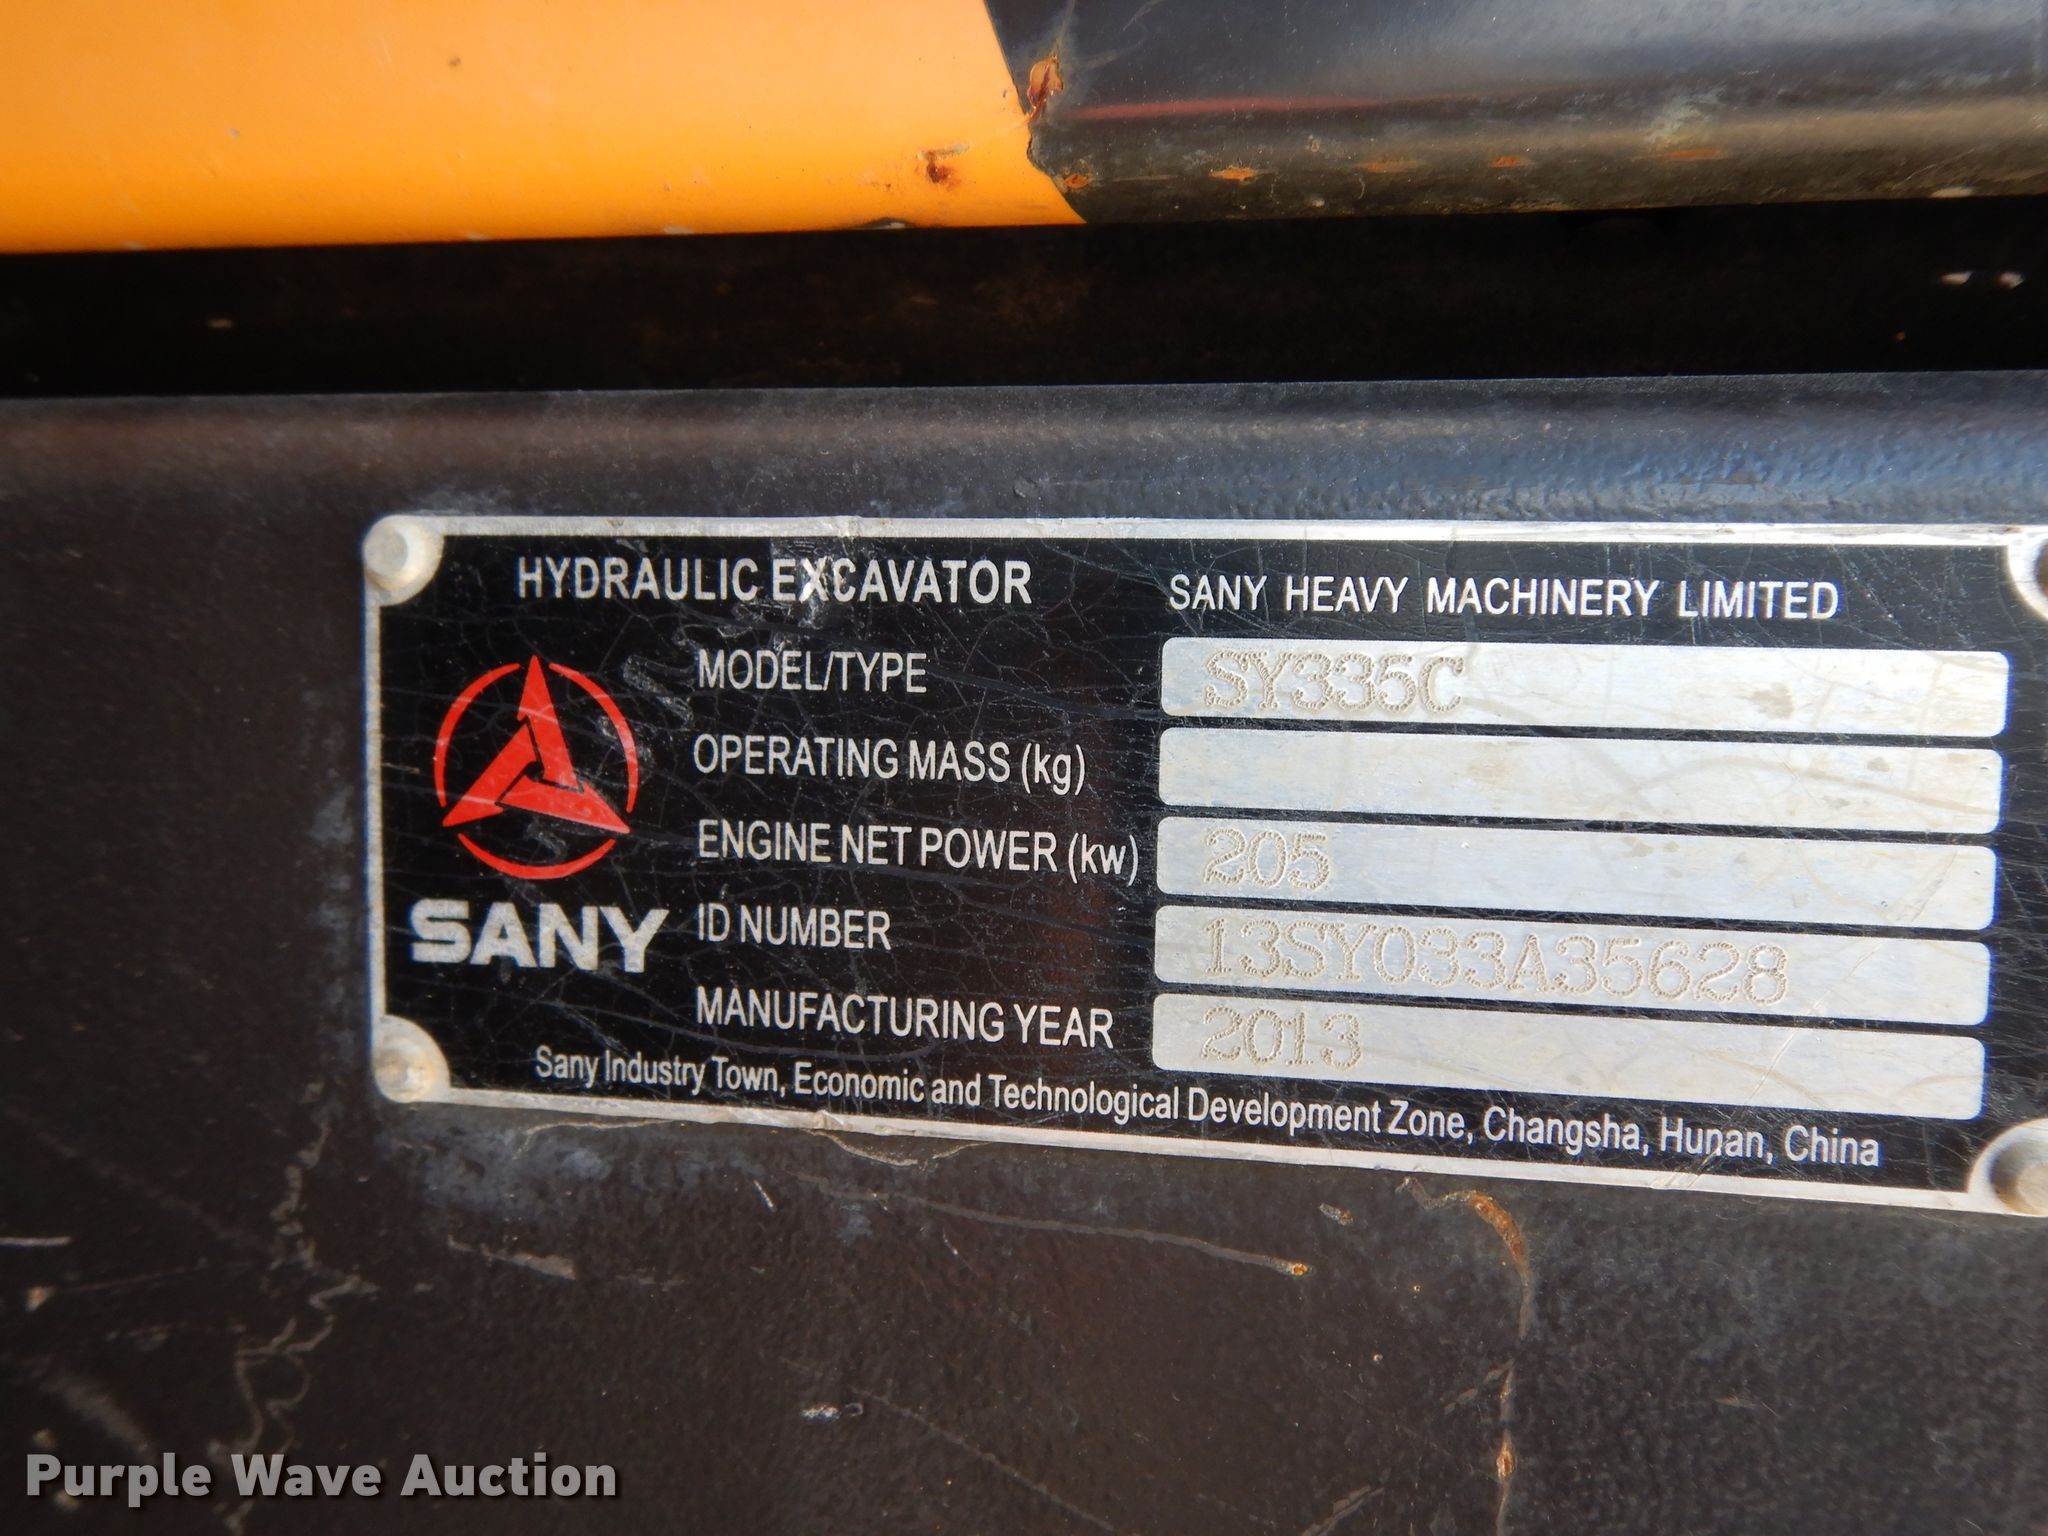 HYDRAULIC EXCAVATOR SANY HEAVY MACHINERY LIMITED
MODEL/TYPE SY335C
OPERATING MASS (kg)
ENGINE NET POWER (kw) 205
ID NUMBER 13SY033A35628
SANY
MANUFACTURING YEAR 2013
Sany Industry Town, Economic and Technological Development Zone, Changsha, Hunan, China
Purple Wave Auction